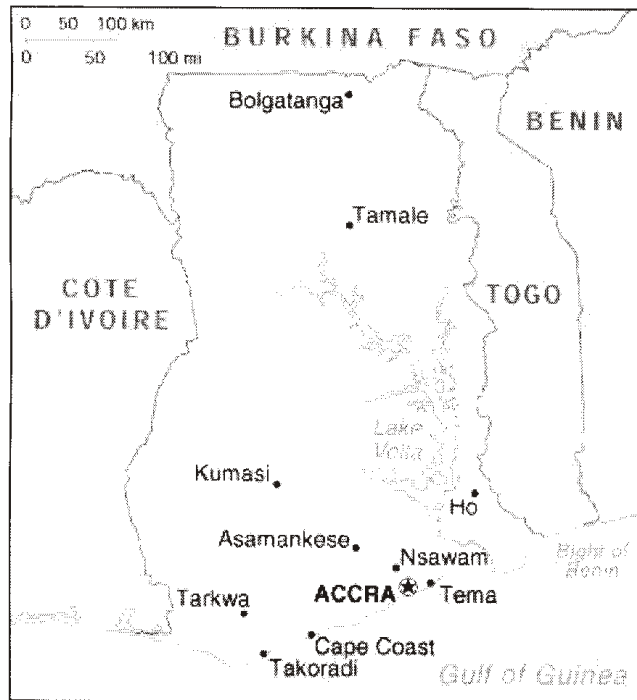 0 50 100 km
0 50 100 mi
BURKINA FASO
Bolgatanga
BENIN
Tamale
COTE
D'IVOIRE
TOGO
Lake
Volta
Kumasi
Ho
Asamankese
Nsawam
Bight of
Benin
ACCRA
Tema
Tarkwa
Cape Coast
Takoradi
Gulf of Guinea